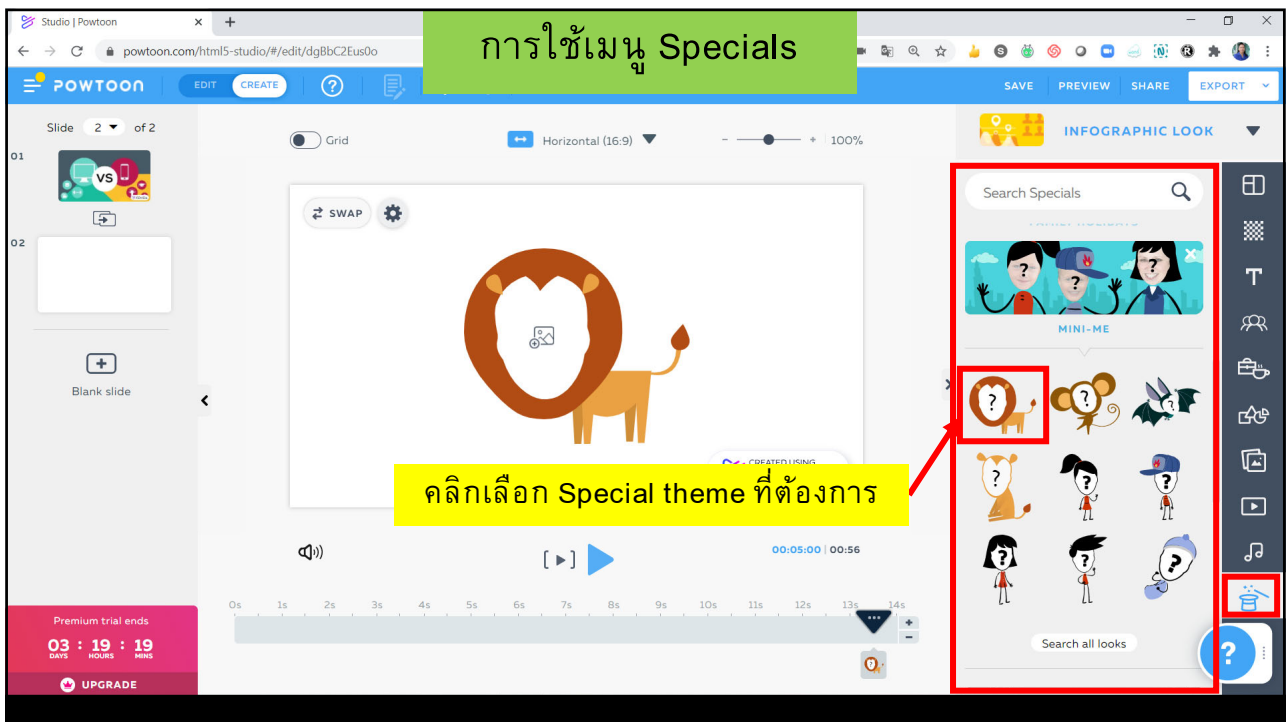 Studio | Powtoon
powtoon.com/html5-studio/#/edit/dgBbC2Eus0o
การใช้เมนู Specials
POWTOON
EDIT CREATE
SAVE PREVIEW SHARE EXPORT
Slide 2 of 2
Grid
Horizontal (16:9)
- + 100%
INFOGRAPHIC LOOK
01
VS
SWAP
Search Specials
02
MINI-ME
Blank slide
CREATED USING
คลิกเลือก Special theme ที่ต้องการ
00:05:00 | 00:56
0s 1s 2s 3s 4s 5s 6s 7s 8s 9s 10s 11s 12s 13s 14s
Search all looks
Premium trial ends
03 : 19 : 19
DAYS HOURS MINS
UPGRADE